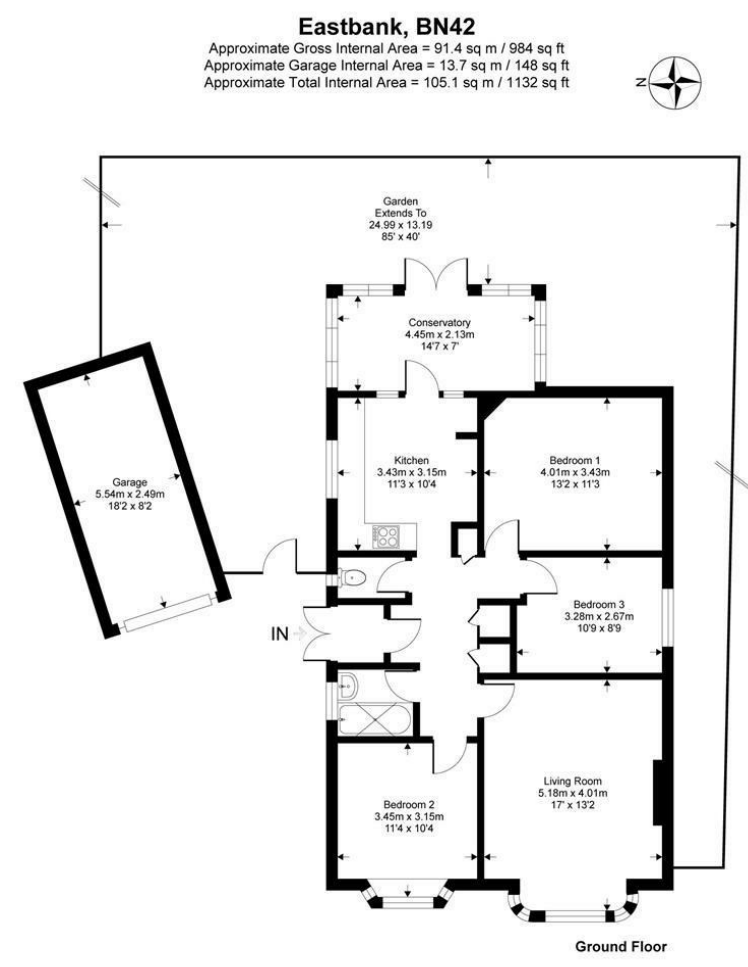 Eastbank, BN42
Approximate Gross Internal Area = 91.4 sq m / 984 sq ft
Approximate Garage Internal Area = 13.7 sq m / 148 sq ft
Approximate Total Internal Area = 105.1 sq m / 1132 sq ft
N
Garden
Extends To
24.99 x 13.19
85' x 40'
Conservatory
4.45m x 2.13m
14'7 x 7'
Kitchen
3.43m x 3.15m
11'3 x 10'4
Bedroom 1
4.01m x 3.43m
13'2 x 11'3
Garage
5.54m x 2.49m
18'2 x 8'2
Bedroom 3
3.28m x 2.67m
10'9 x 8'9
IN
Living Room
5.18m x 4.01m
17' x 13'2
Bedroom 2
3.45m x 3.15m
11'4 x 10'4
Ground Floor